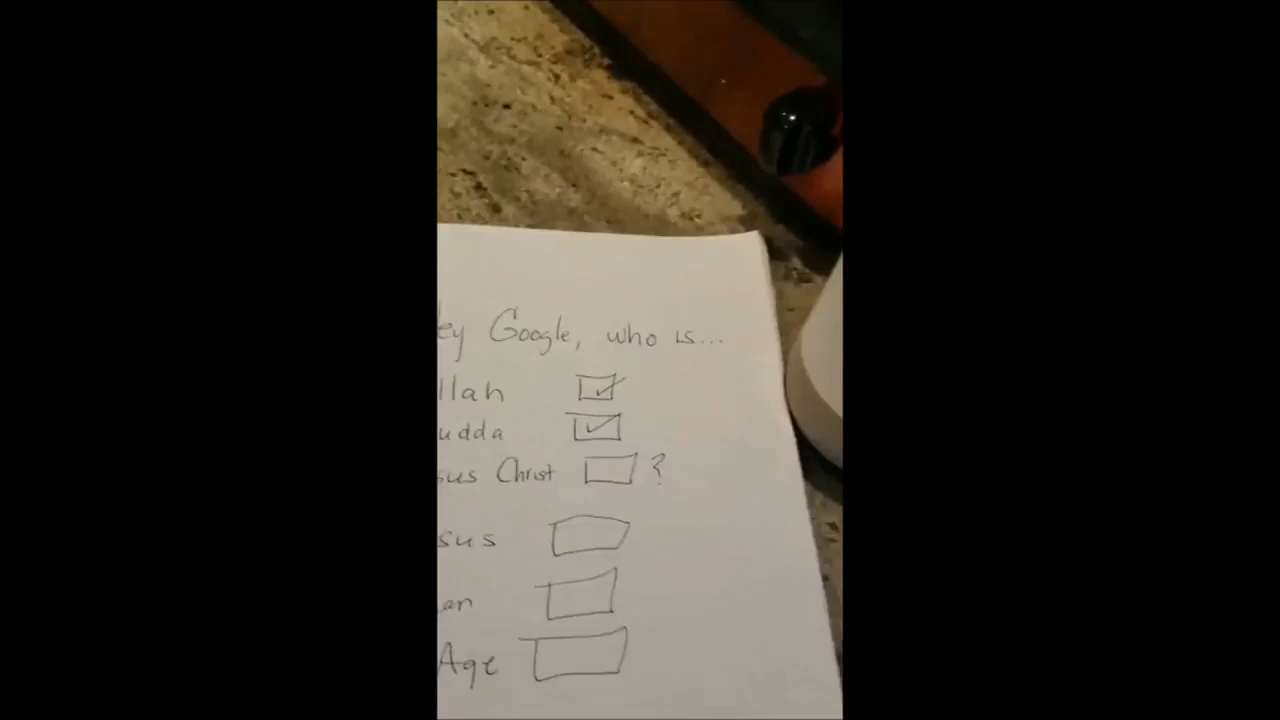 ey Google, who is...
llah
udda
sus Christ ?
sus
an
Age